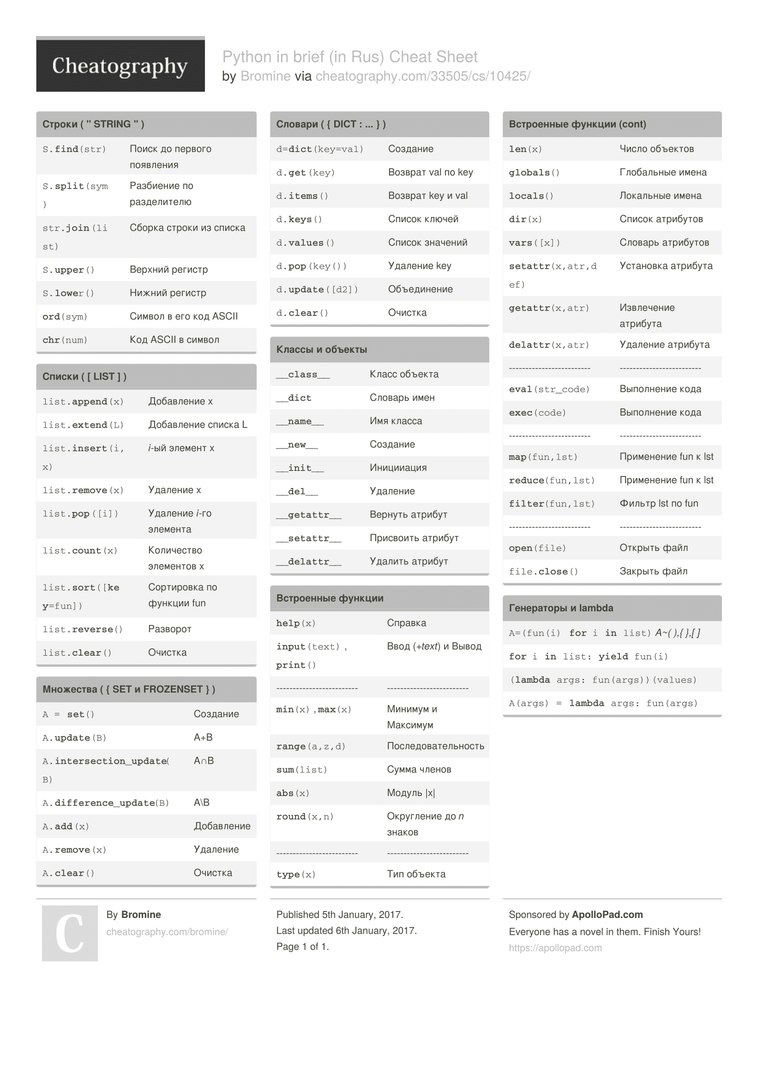 Cheatography
Python in brief (in Rus) Cheat Sheet
by Bromine via cheatography.com/33505/cs/10425/
Строки ( " STRING " )
S.find(str) Поиск до первого
появления
S.split(sym Разбиение по
) разделителю
str.join(li Сборка строки из списка
st)
S.upper() Верхний регистр
S.lower() Нижний регистр
ord(sym) Символ в его код ASCII
chr(num) Код ASCII в символ
Списки ( [ LIST ] )
list.append(x) Добавление x
list.extend(L) Добавление списка L
list.insert(i, i-ый элемент x
x)
list.remove(x) Удаление x
list.pop([i]) Удаление i-го
элемента
list.count(x) Количество
элементов x
list.sort([ke Сортировка по
y=fun]) функции fun
list.reverse() Разворот
list.clear() Очистка
Множества ( { SET и FROZENSET } )
A = set() Создание
A.update(B) A+B
A.intersection_update( A∩B
B)
A.difference_update(B) A\B
A.add(x) Добавление
A.remove(x) Удаление
A.clear() Очистка
Словари ( { DICT : ... } )
d=dict(key=val) Создание
d.get(key) Возврат val по key
d.items() Возврат key и val
d.keys() Список ключей
d.values() Список значений
d.pop(key()) Удаление key
d.update([d2]) Объединение
d.clear() Очистка
Классы и объекты
__class__ Класс объекта
__dict Словарь имен
__name__ Имя класса
__new__ Создание
__init__ Инициация
__del__ Удаление
__getattr__ Вернуть атрибут
__setattr__ Присвоить атрибут
__delattr__ Удалить атрибут
Встроенные функции
help(x) Справка
input(text), Ввод (+text) и Вывод
print()
------------------------- -------------------------
min(x),max(x) Минимум и
Максимум
range(a,z,d) Последовательность
sum(list) Сумма членов
abs(x) Модуль |x|
round(x,n) Округление до n
знаков
------------------------- -------------------------
type(x) Тип объекта
Встроенные функции (cont)
len(x) Число объектов
globals() Глобальные имена
locals() Локальные имена
dir(x) Список атрибутов
vars([x]) Словарь атрибутов
setattr(x,atr,d Установка атрибута
ef)
getattr(x,atr) Извлечение
атрибута
delattr(x,atr) Удаление атрибута
------------------------- -------------------------
eval(str_code) Выполнение кода
exec(code) Выполнение кода
------------------------- -------------------------
map(fun,lst) Применение fun к lst
reduce(fun,lst) Применение fun к lst
filter(fun,lst) Фильтр lst по fun
------------------------- -------------------------
open(file) Открыть файл
file.close() Закрыть файл
Генераторы и lambda
A=(fun(i) for i in list) A~( ),{ },[ ]
for i in list: yield fun(i)
(lambda args: fun(args))(values)
A(args) = lambda args: fun(args)
C
By Bromine
cheatography.com/bromine/
Published 5th January, 2017.
Last updated 6th January, 2017.
Page 1 of 1.
Sponsored by ApolloPad.com
Everyone has a novel in them. Finish Yours!
https://apollopad.com